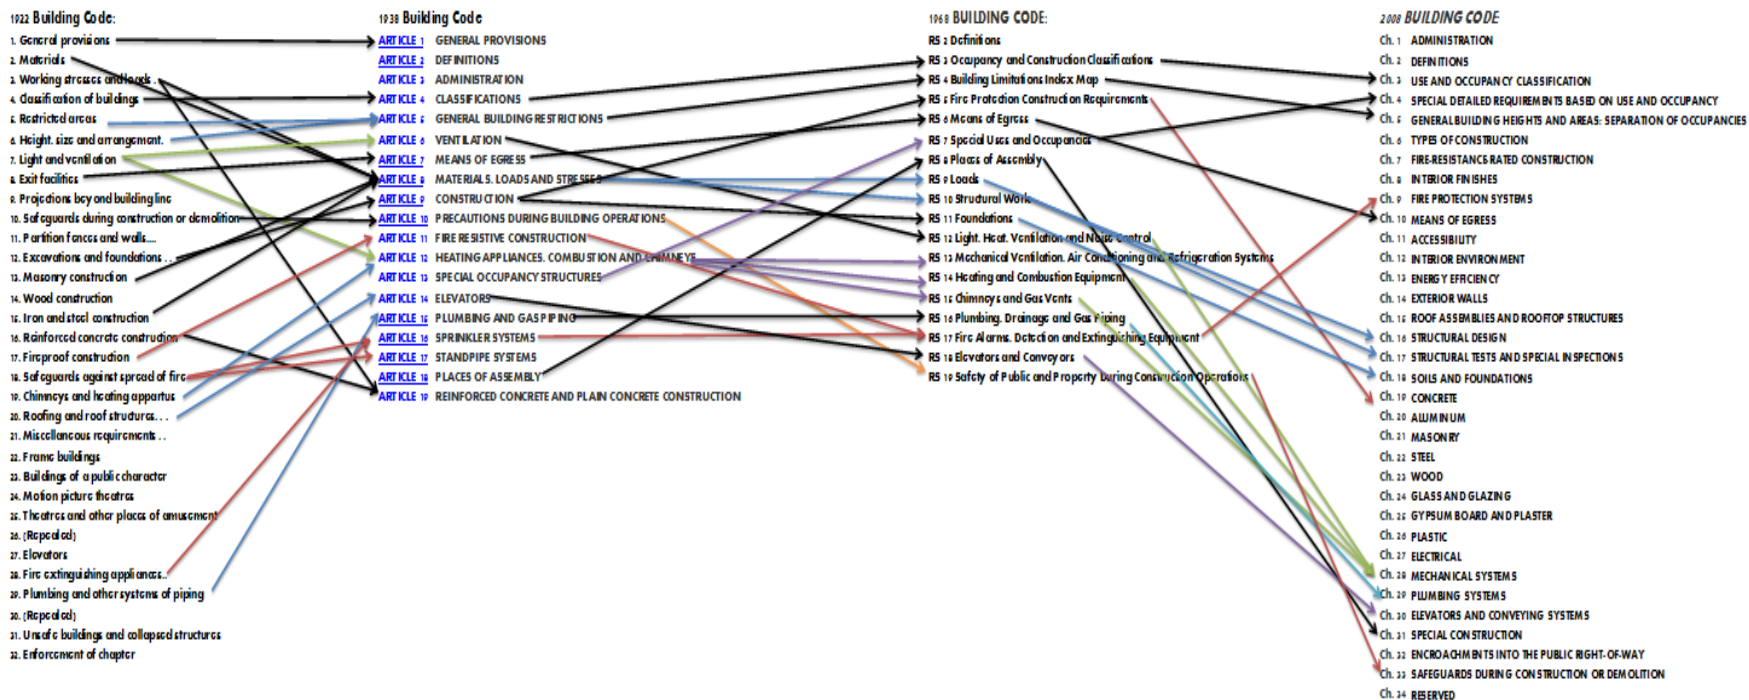 1922 Building Code:
1. General provisions
2. Materials
3. Working stresses and loads .
4. Classification of buildings
5. Restricted areas
6. Height, size and arrangement.
7. Light and ventilation
8. Exit facilities
9. Projections beyond building line
10. Safeguards during construction or demolition
11. Partition fences and walls....
12. Excavations and foundations . .
13. Masonry construction
14. Wood construction
15. Iron and steel construction
16. Reinforced concrete construction
17. Fireproof construction
18. Safeguards against spread of fire
19. Chimneys and heating appartus
20. Roofing and roof structures. . .
21. Miscellaneous requirements . .
22. Frame buildings
23. Buildings of a public character
24. Motion picture theatres
25. Theatres and other places of amusement
26. (Repealed)
27. Elevators
28. Fire extinguishing appliances..
29. Plumbing and other systems of piping
30. (Repealed)
31. Unsafe buildings and collapsed structures
32. Enforcement of chapter
1938 Building Code
ARTICLE 1 GENERAL PROVISIONS
ARTICLE 2 DEFINITIONS
ARTICLE 3 ADMINISTRATION
ARTICLE 4 CLASSIFICATIONS
ARTICLE 5 GENERAL BUILDING RESTRICTIONS
ARTICLE 6 VENTILATION
ARTICLE 7 MEANS OF EGRESS
ARTICLE 8 MATERIALS. LOADS AND STRESSES
ARTICLE 9 CONSTRUCTION
ARTICLE 10 PRECAUTIONS DURING BUILDING OPERATIONS
ARTICLE 11 FIRE RESISTIVE CONSTRUCTION
ARTICLE 12 HEATING APPLIANCES. COMBUSTION AND CHIMNEYS
ARTICLE 13 SPECIAL OCCUPANCY STRUCTURES
ARTICLE 14 ELEVATORS
ARTICLE 15 PLUMBING AND GAS PIPING
ARTICLE 16 SPRINKLER SYSTEMS
ARTICLE 17 STANDPIPE SYSTEMS
ARTICLE 18 PLACES OF ASSEMBLY
ARTICLE 19 REINFORCED CONCRETE AND PLAIN CONCRETE CONSTRUCTION
1968 BUILDING CODE:
RS 2 Definitions
RS 3 Occupancy and Construction Classifications
RS 4 Building Limitations Index Map
RS 5 Fire Protection Construction Requirements
RS 6 Means of Egress
RS 7 Special Uses and Occupancies
RS 8 Places of Assembly
RS 9 Loads
RS 10 Structural Work
RS 11 Foundations
RS 12 Light. Heat. Ventilation and Noise Control
RS 13 Mechanical Ventilation. Air Conditioning and Refrigeration Systems
RS 14 Heating and Combustion Equipment
RS 15 Chimneys and Gas Vents
RS 16 Plumbing. Drainage and Gas Piping
RS 17 Fire Alarms. Detection and Extinguishing Equipment
RS 18 Elevators and Conveyors
RS 19 Safety of Public and Property During Construction Operations
2008 BUILDING CODE
Ch. 1 ADMINISTRATION
Ch. 2 DEFINITIONS
Ch. 3 USE AND OCCUPANCY CLASSIFICATION
Ch. 4 SPECIAL DETAILED REQUIREMENTS BASED ON USE AND OCCUPANCY
Ch. 5 GENERAL BUILDING HEIGHTS AND AREAS: SEPARATION OF OCCUPANCIES
Ch. 6 TYPES OF CONSTRUCTION
Ch. 7 FIRE-RESISTANCE RATED CONSTRUCTION
Ch. 8 INTERIOR FINISHES
Ch. 9 FIRE PROTECTION SYSTEMS
Ch. 10 MEANS OF EGRESS
Ch. 11 ACCESSIBILITY
Ch. 12 INTERIOR ENVIRONMENT
Ch. 13 ENERGY EFFICIENCY
Ch. 14 EXTERIOR WALLS
Ch. 15 ROOF ASSEMBLIES AND ROOFTOP STRUCTURES
Ch. 16 STRUCTURAL DESIGN
Ch. 17 STRUCTURAL TESTS AND SPECIAL INSPECTIONS
Ch. 18 SOILS AND FOUNDATIONS
Ch. 19 CONCRETE
Ch. 20 ALUMINUM
Ch. 21 MASONRY
Ch. 22 STEEL
Ch. 23 WOOD
Ch. 24 GLASS AND GLAZING
Ch. 25 GYPSUM BOARD AND PLASTER
Ch. 26 PLASTIC
Ch. 27 ELECTRICAL
Ch. 28 MECHANICAL SYSTEMS
Ch. 29 PLUMBING SYSTEMS
Ch. 30 ELEVATORS AND CONVEYING SYSTEMS
Ch. 31 SPECIAL CONSTRUCTION
Ch. 32 ENCROACHMENTS INTO THE PUBLIC RIGHT-OF-WAY
Ch. 33 SAFEGUARDS DURING CONSTRUCTION OR DEMOLITION
Ch. 34 RESERVED